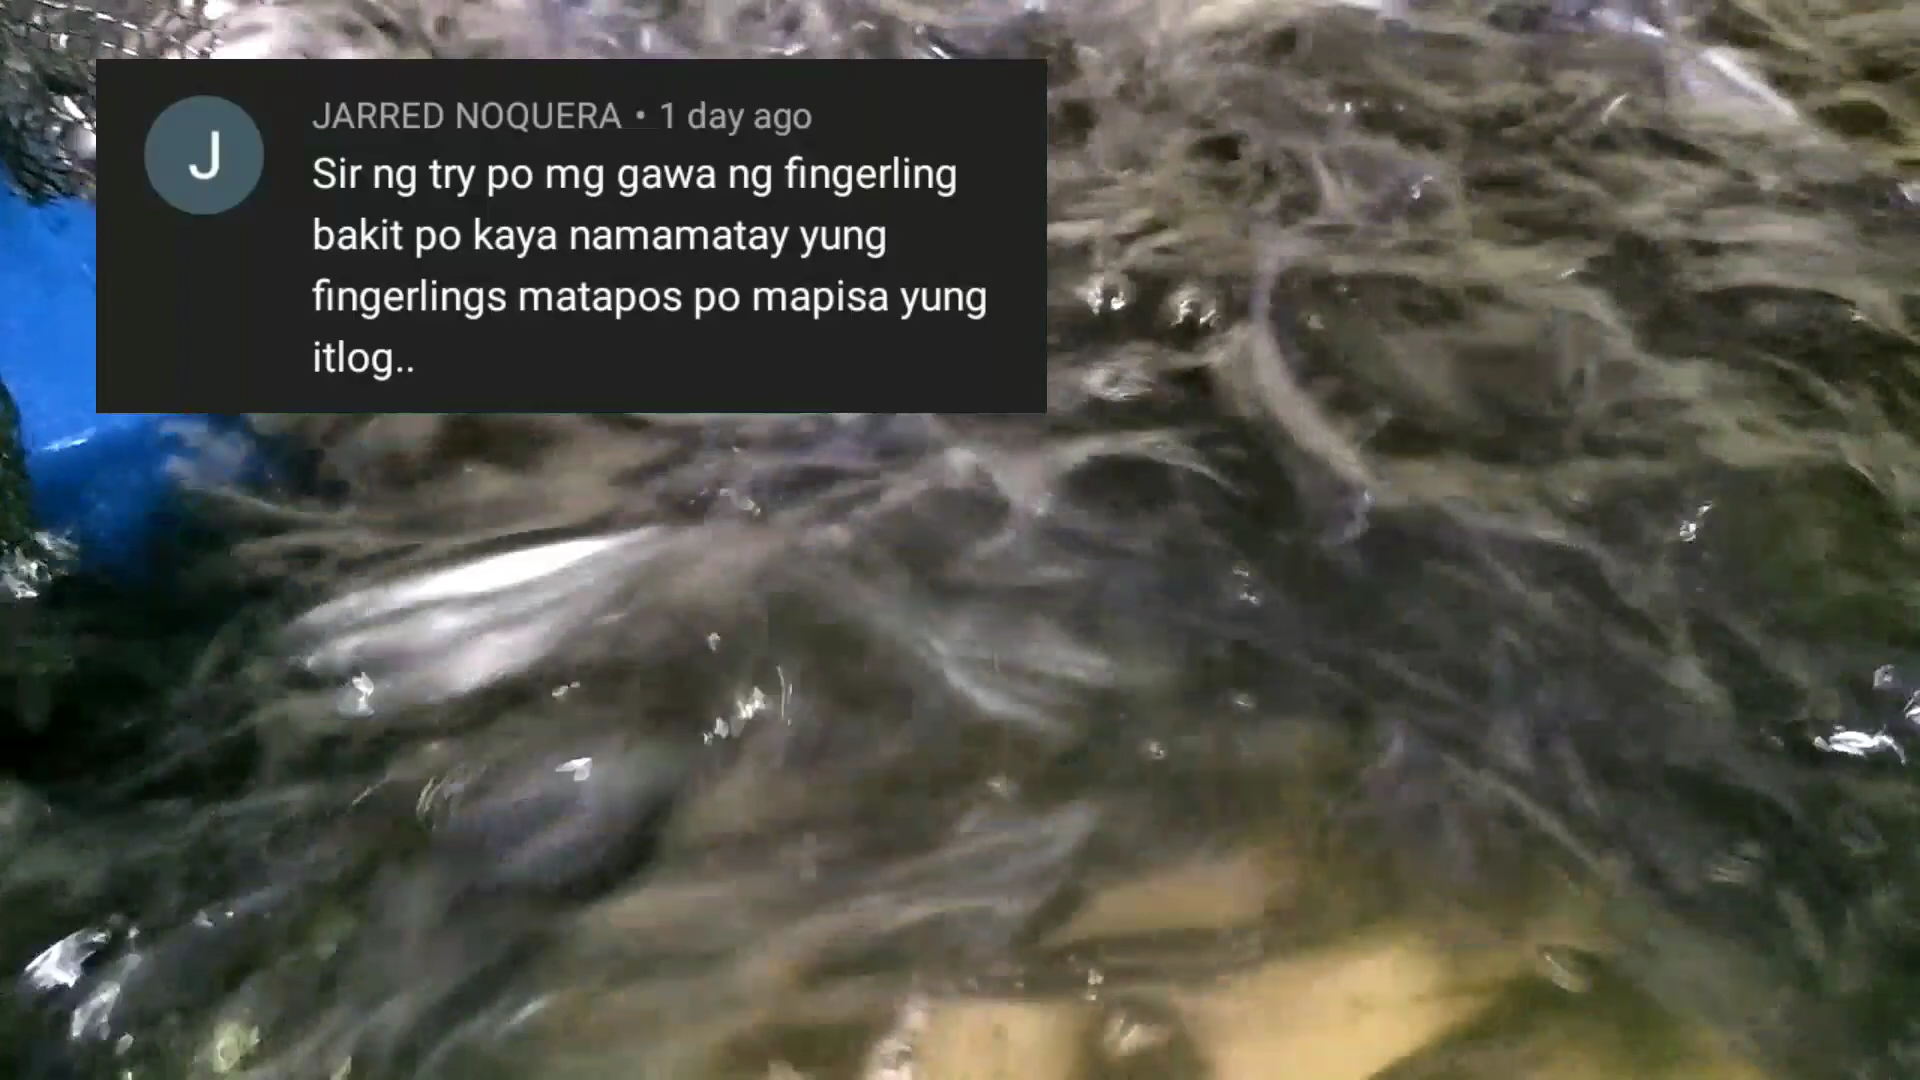 J
JARRED NOQUERA • 1 day ago
Sir ng try po mg gawa ng fingerling
bakit po kaya namamatay yung
fingerlings matapos po mapisa yung
itlog..